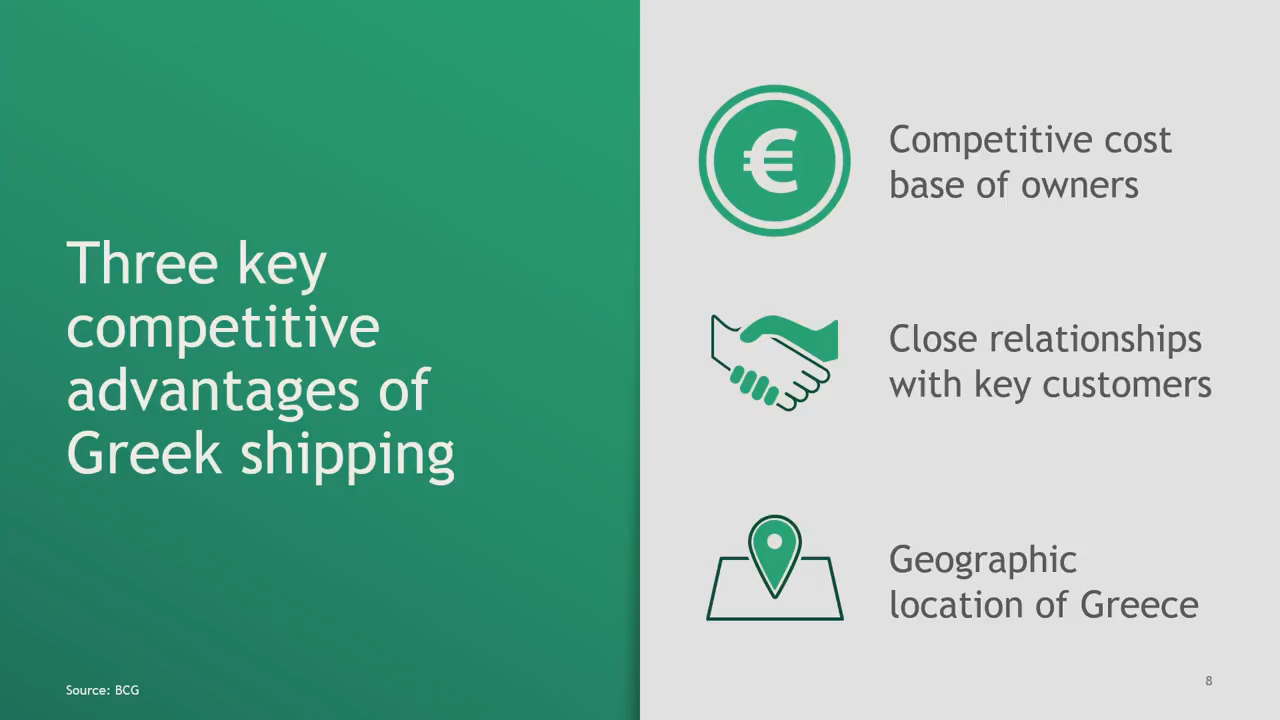 Three key
competitive
advantages of
Greek shipping
Source: BCG
€
Competitive cost
base of owners
Close relationships
with key customers
Geographic
location of Greece
8